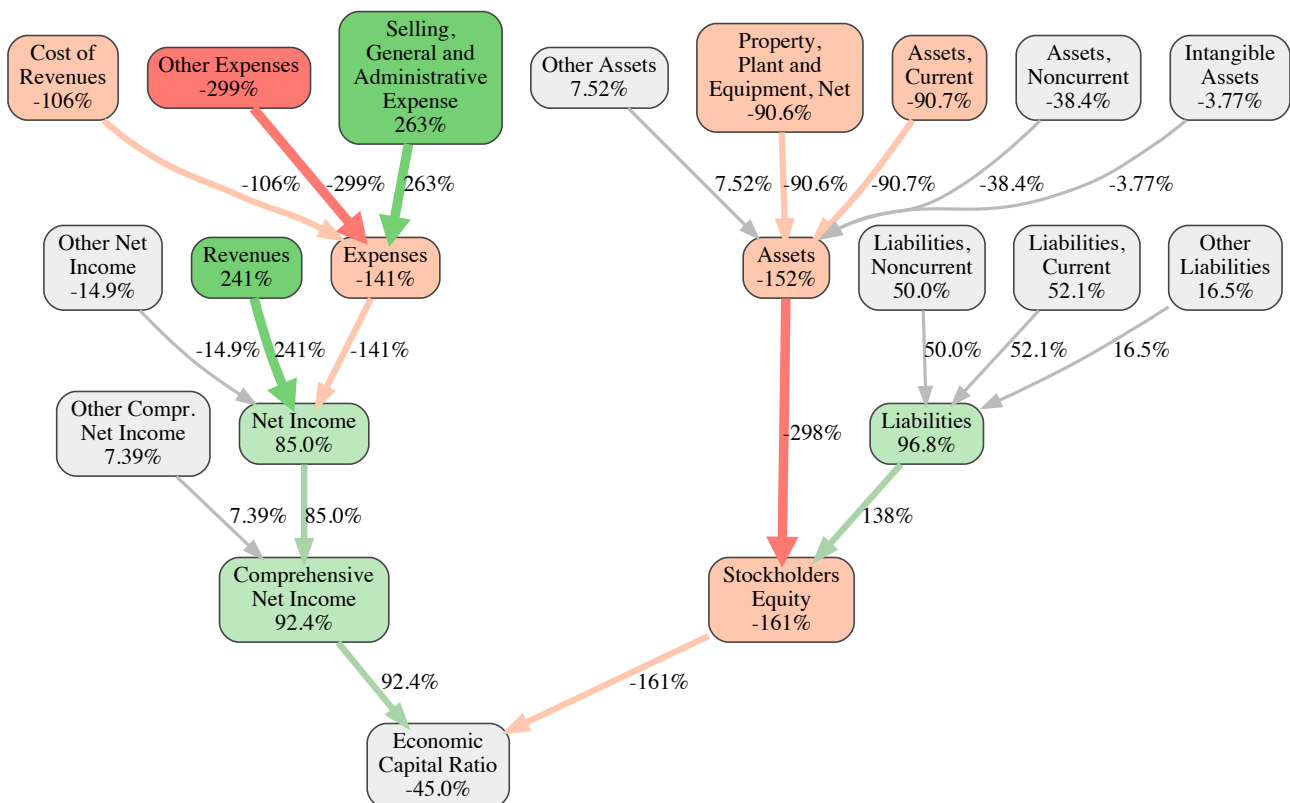 Cost of
Revenues
-106%
Other Expenses
-299%
Selling,
General and
Administrative
Expense
263%
Other Assets
7.52%
Property,
Plant and
Equipment, Net
-90.6%
Assets,
Current
-90.7%
Assets,
Noncurrent
-38.4%
Intangible
Assets
-3.77%
-106%
-299%
263%
7.52%
-90.6%
-90.7%
-38.4%
-3.77%
Other Net
Income
-14.9%
Revenues
241%
Expenses
-141%
Assets
-152%
Liabilities,
Noncurrent
50.0%
Liabilities,
Current
52.1%
Other
Liabilities
16.5%
-14.9%
241%
-141%
50.0%
52.1%
16.5%
Other Compr.
Net Income
7.39%
Net Income
85.0%
-298%
Liabilities
96.8%
7.39%
85.0%
138%
Comprehensive
Net Income
92.4%
Stockholders
Equity
-161%
92.4%
-161%
Economic
Capital Ratio
-45.0%